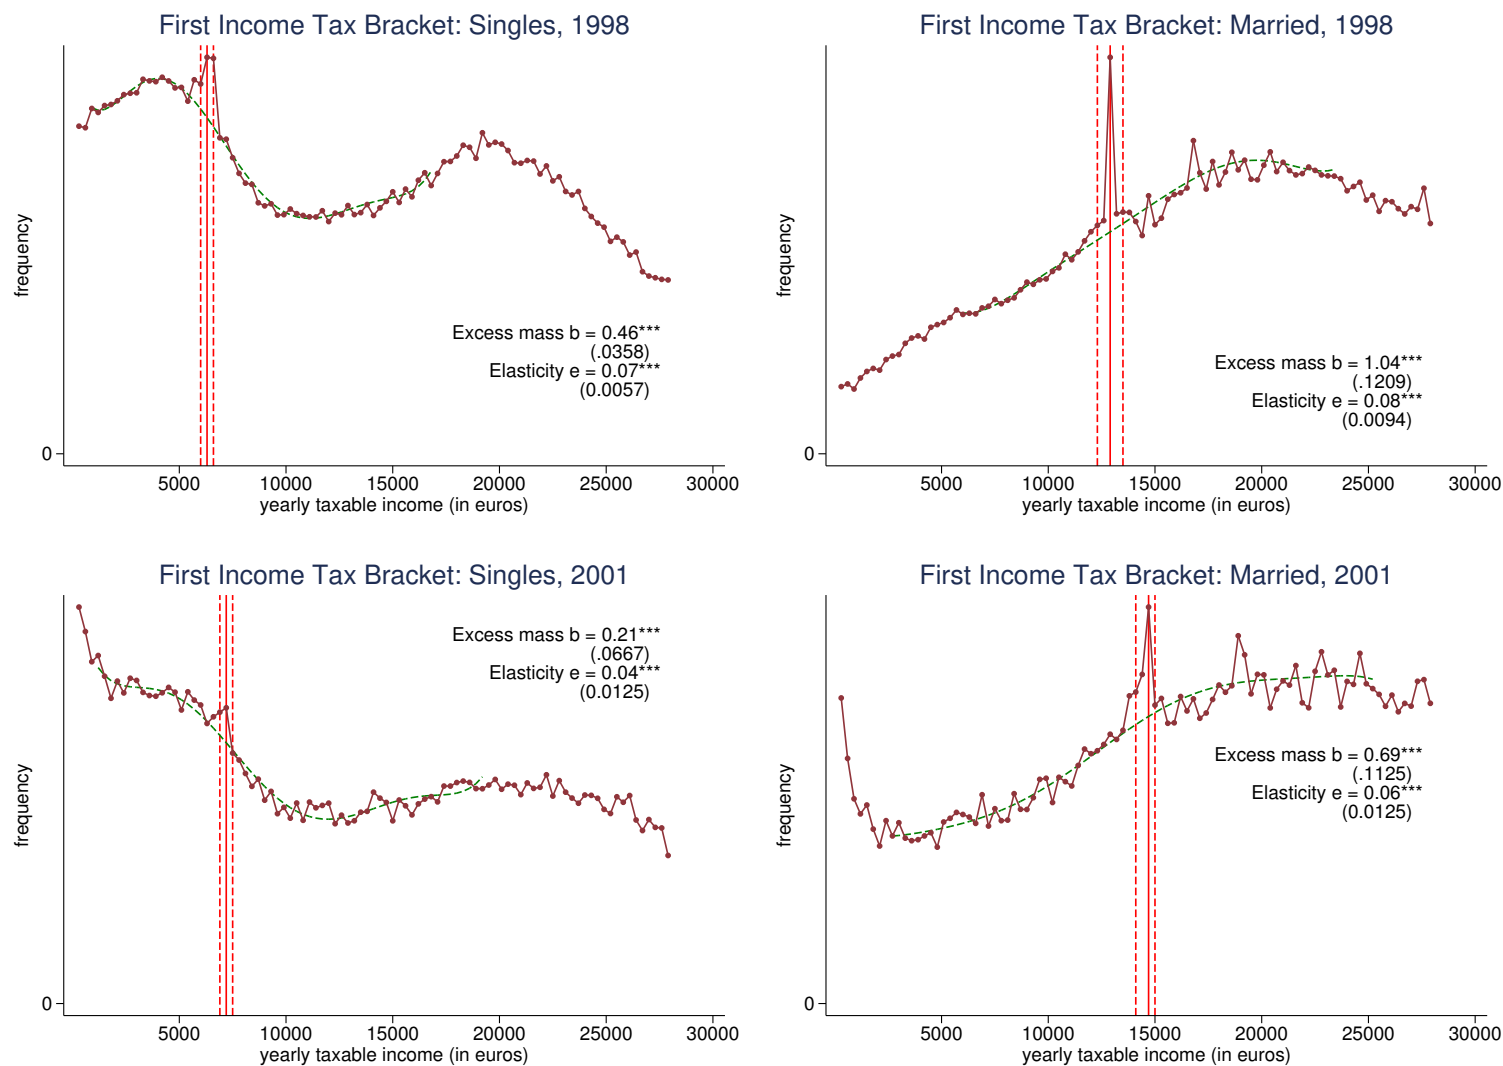 First Income Tax Bracket: Singles, 1998
frequency
Excess mass b = 0.46***
(.0358)
Elasticity e = 0.07***
(0.0057)
0
5000 10000 15000 20000 25000 30000
yearly taxable income (in euros)
First Income Tax Bracket: Married, 1998
frequency
Excess mass b = 1.04***
(.1209)
Elasticity e = 0.08***
(0.0094)
0
5000 10000 15000 20000 25000 30000
yearly taxable income (in euros)
First Income Tax Bracket: Singles, 2001
frequency
Excess mass b = 0.21***
(.0667)
Elasticity e = 0.04***
(0.0125)
0
5000 10000 15000 20000 25000 30000
yearly taxable income (in euros)
First Income Tax Bracket: Married, 2001
frequency
Excess mass b = 0.69***
(.1125)
Elasticity e = 0.06***
(0.0125)
0
5000 10000 15000 20000 25000 30000
yearly taxable income (in euros)